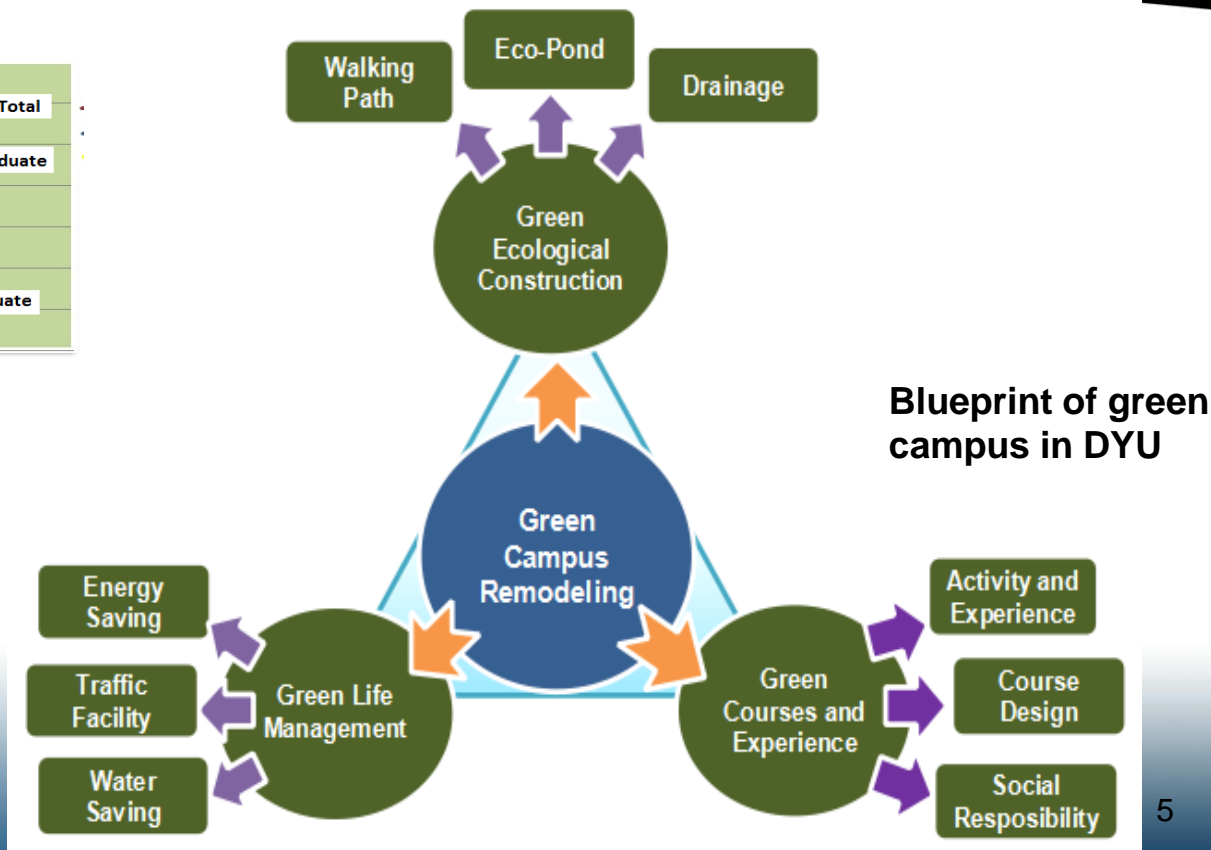 Total
duate
uate
Walking
Path
Eco-Pond
Drainage
Green
Ecological
Construction
Blueprint of green
campus in DYU
Green
Campus
Remodeling
Energy
Saving
Traffic
Facility
Water
Saving
Green Life
Management
Green
Courses and
Experience
Activity and
Experience
Course
Design
Social
Resposibility
5